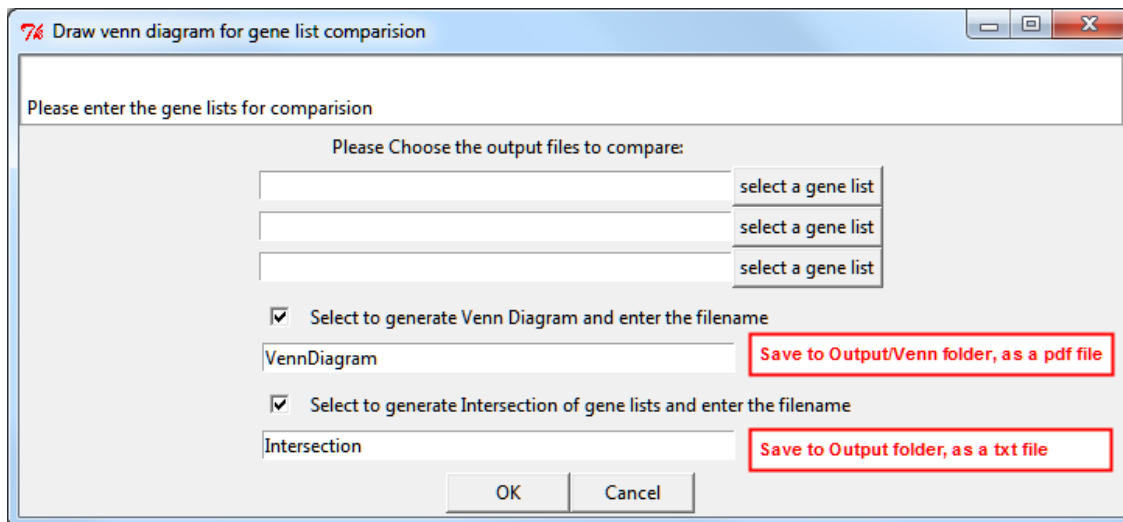 Draw venn diagram for gene list comparision
Please enter the gene lists for comparision
Please Choose the output files to compare:
select a gene list
select a gene list
select a gene list
Select to generate Venn Diagram and enter the filename
VennDiagram
Save to Output/Venn folder, as a pdf file
Select to generate Intersection of gene lists and enter the filename
Intersection
Save to Output folder, as a txt file
OK Cancel